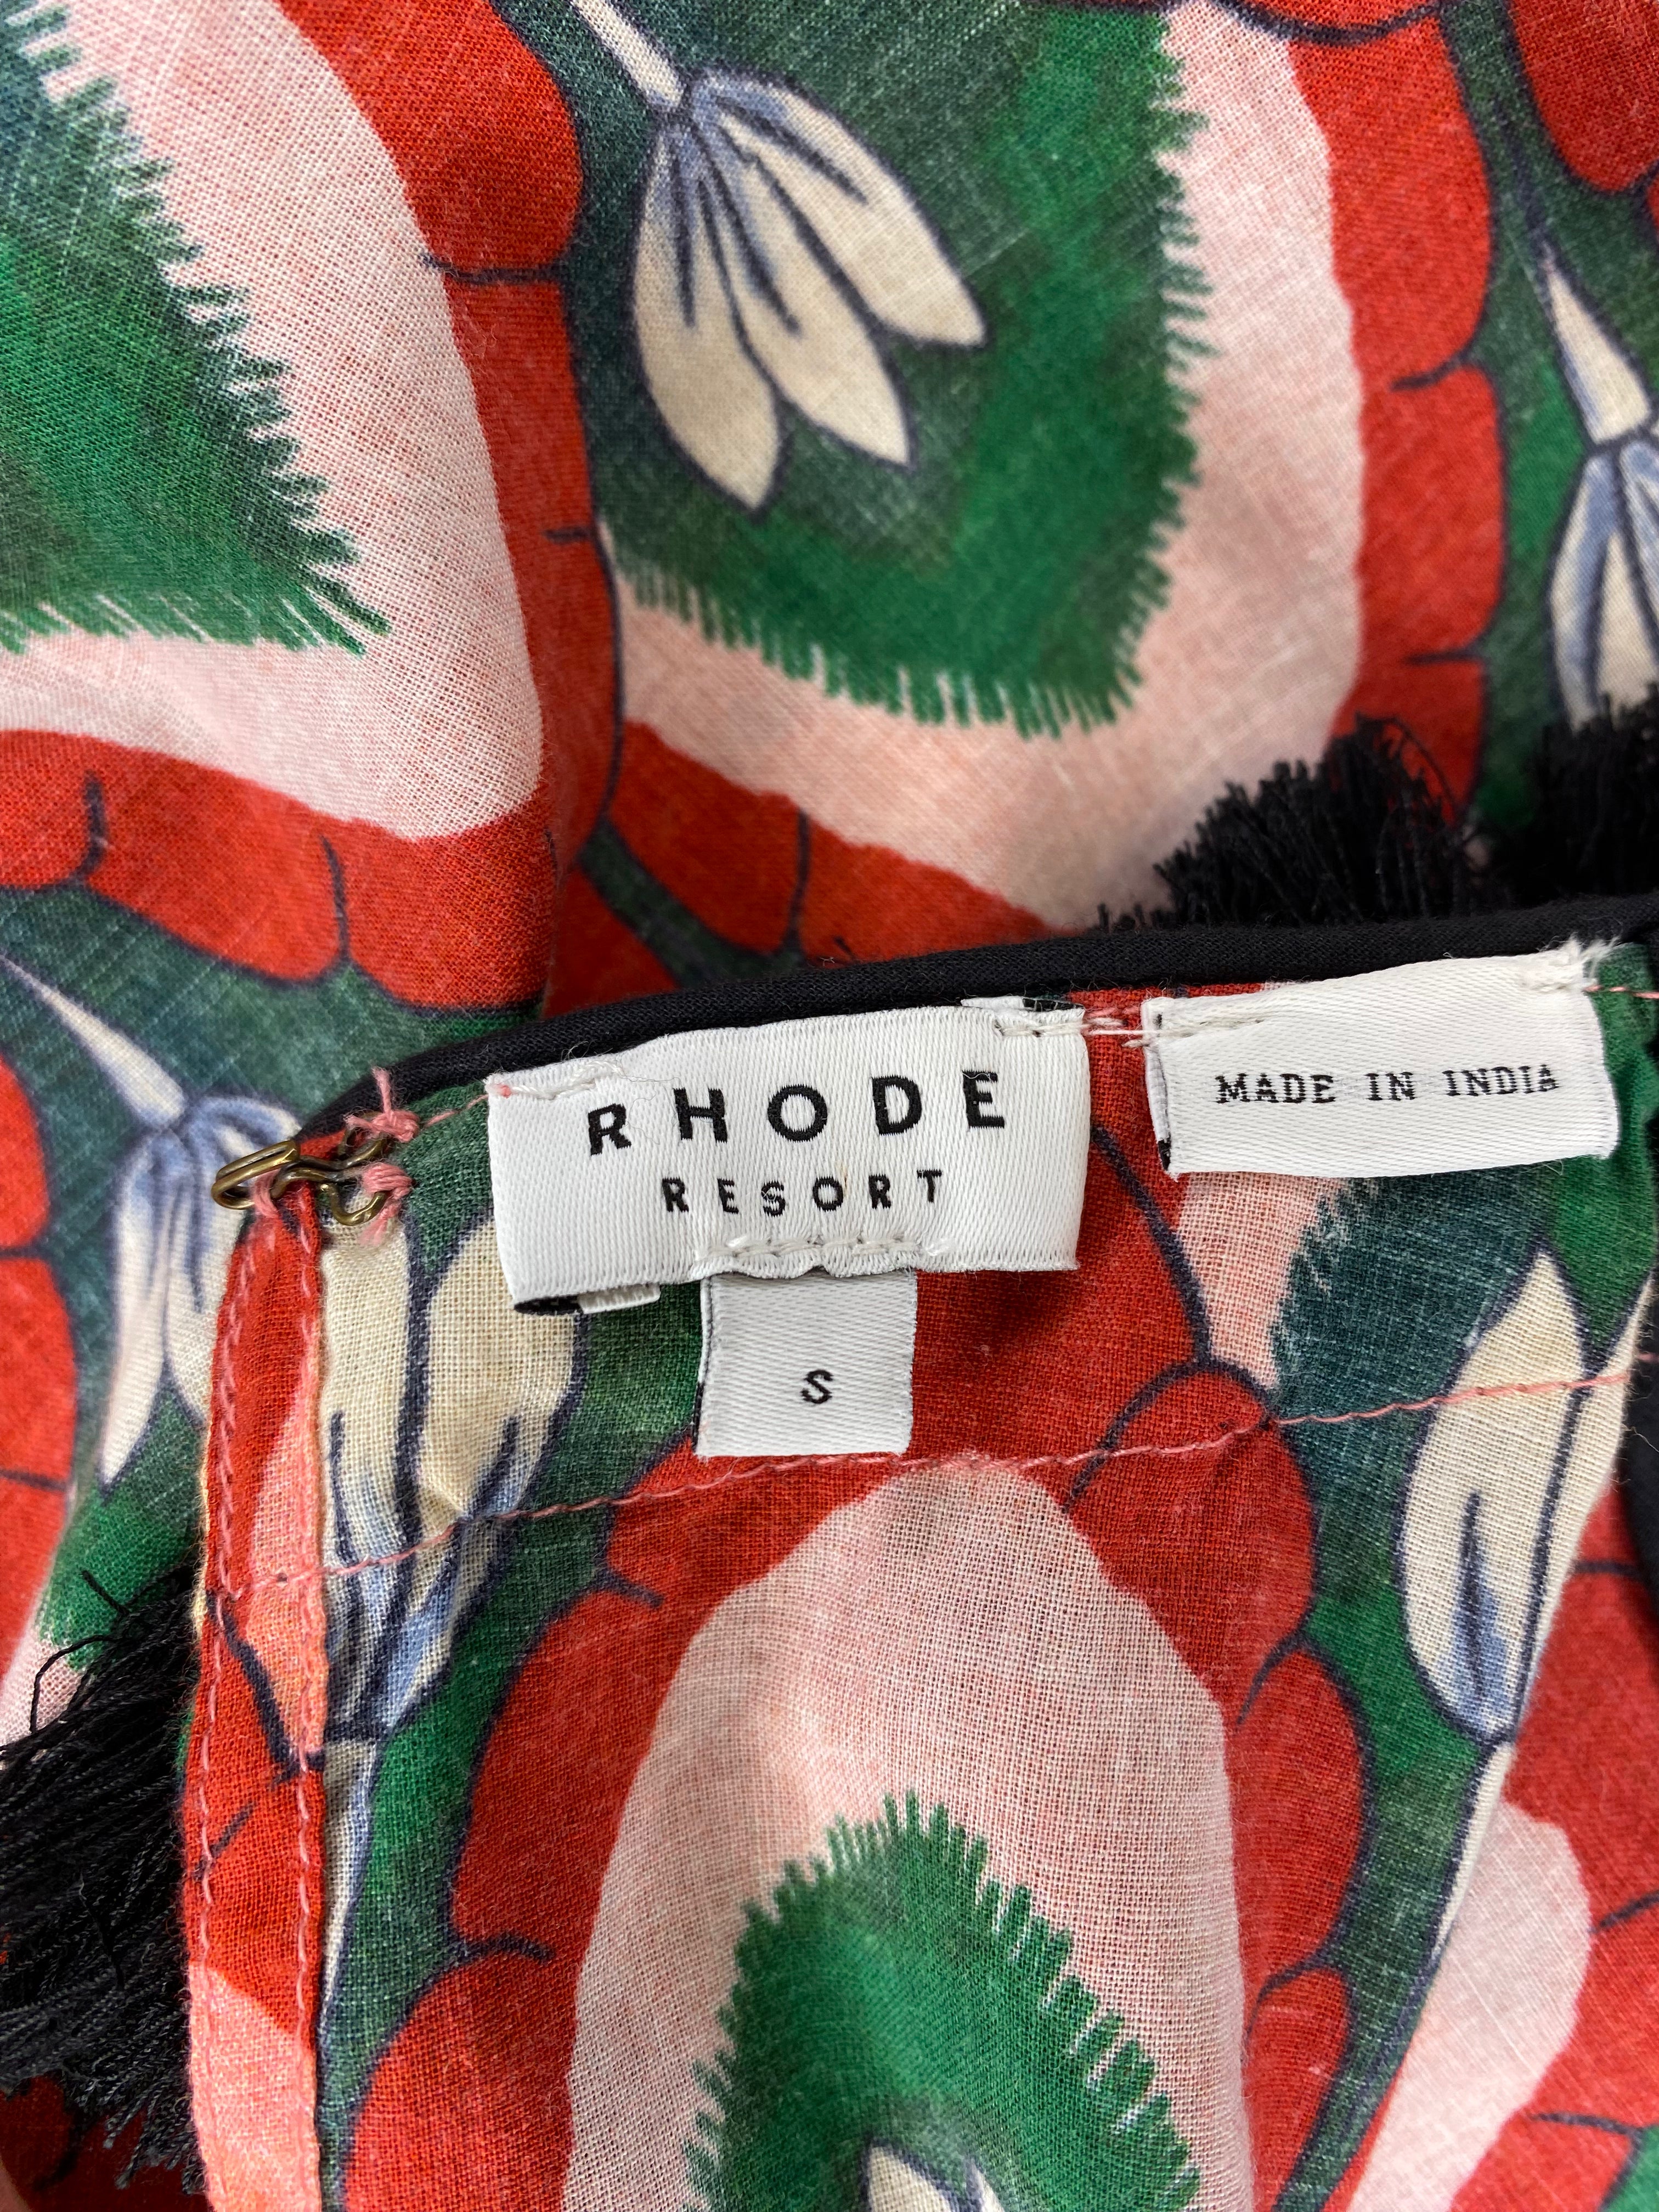 RHODE
RESORT
MADE IN INDIA
S